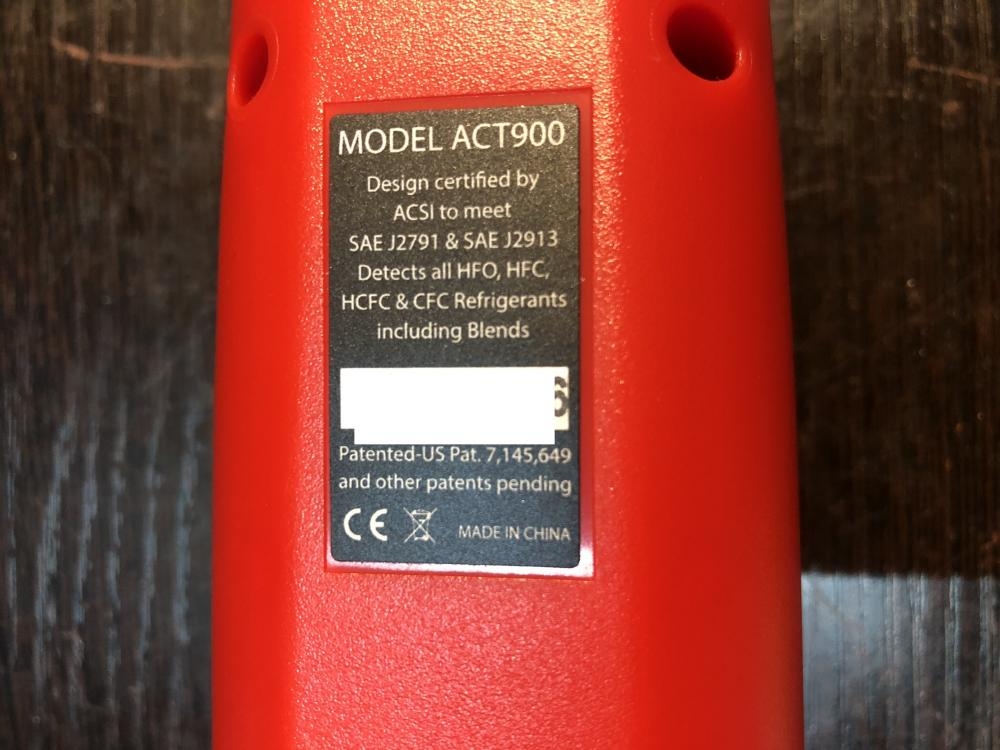 MODEL ACT900
Design certified by
ACSI to meet
SAE J2791 & SAE J2913
Detects all HFO, HFC,
HCFC & CFC Refrigerants
including Blends
6
Patented-US Pat. 7,145,649
and other patents pending
CE MADE IN CHINA